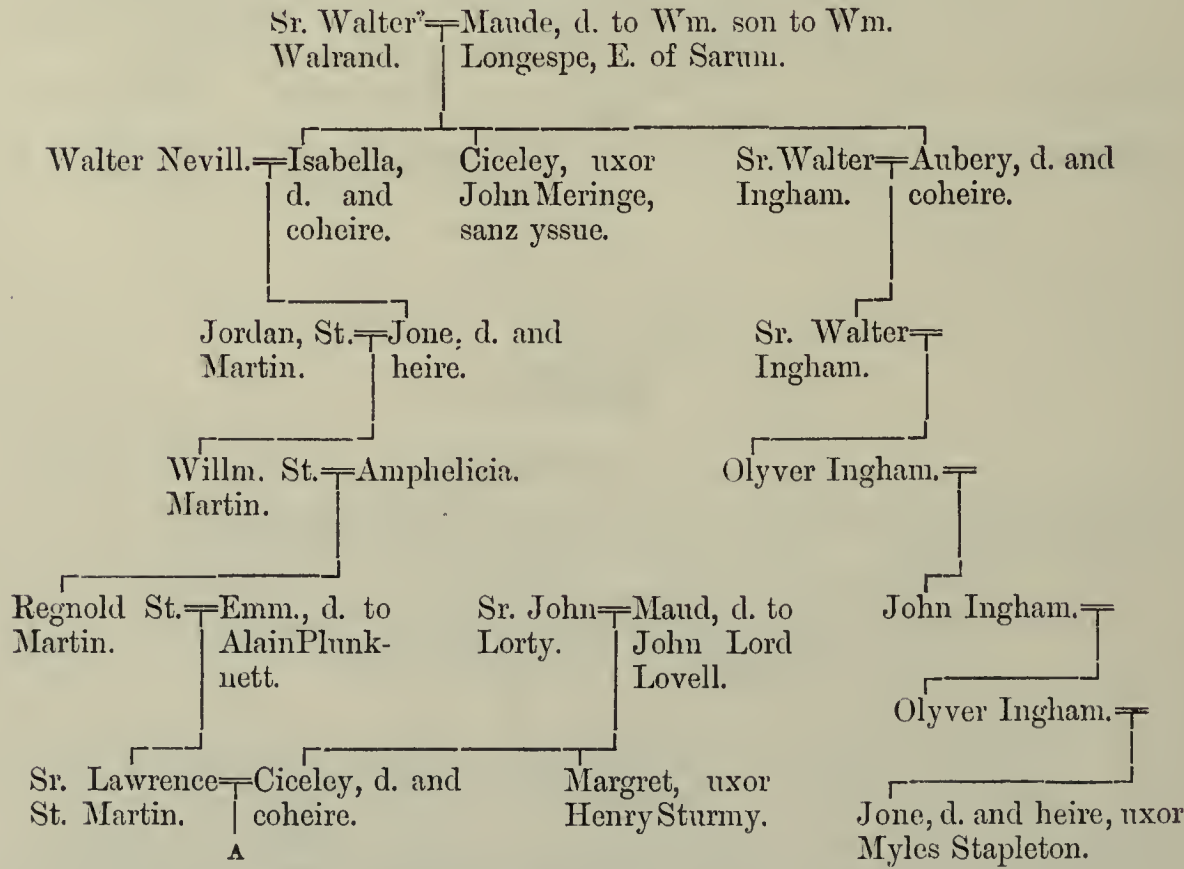 Sr. Walter = Maude, d. to Wm. son to Wm.
Walrand. Longespe, E. of Sarum.
Walter Nevill. = Isabella,
d. and
coheire.
Ciceley, uxor
John Meringe,
sanz yssue.
Sr. Walter = Aubery, d. and
Ingham. coheire.
Jordan, St. = Jone, d. and
Martin. heire.
Sr. Walter =
Ingham.
Willm. St. = Amphelicia.
Martin.
Olyver Ingham. =
Regnold St. = Emm., d. to
Martin. Alain Plunk-
nett.
Sr. John = Maud, d. to
Lorty. John Lord
Lovell.
John Ingham. =
Olyver Ingham. =
Sr. Lawrence = Ciceley, d. and
St. Martin. coheire.
A
Margret, uxor
Henry Sturmy.
Jone, d. and heire, uxor
Myles Stapleton.